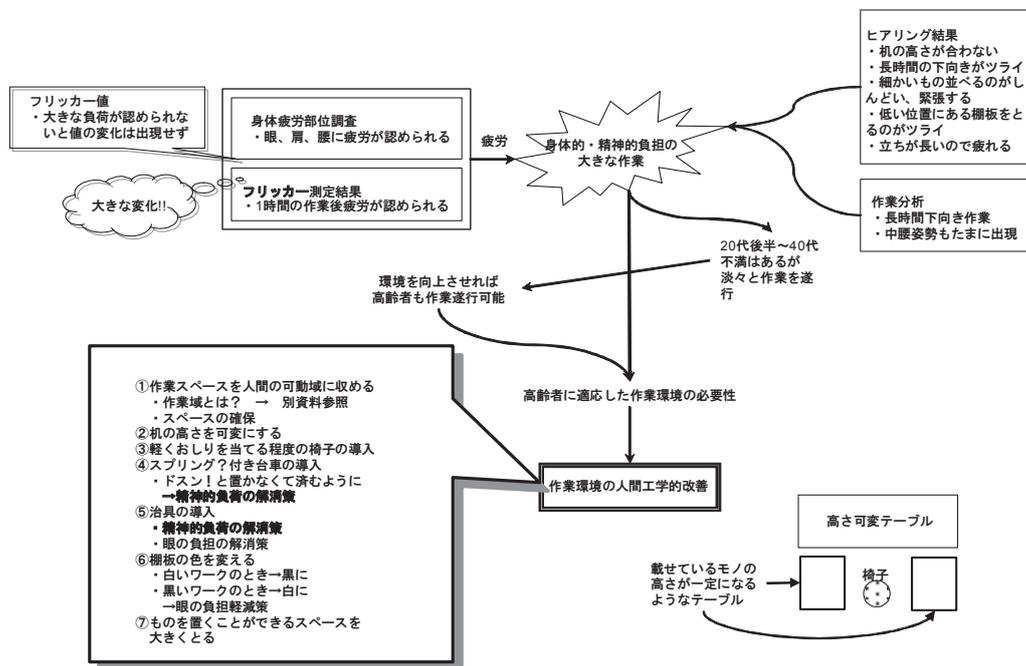 フリッカー値
・大きな負荷が認められな
いと値の変化は出現せず
大きな変化!!
身体疲労部位調査
・眼、肩、腰に疲労が認められる
フリッカー測定結果
・1時間の作業後疲労が認められる
疲労
身体的・精神的負担の
大きな作業
ヒアリング結果
・机の高さが合わない
・長時間の下向きがツライ
・細かいもの並べるのがし
んどい、緊張する
・低い位置にある棚板をと
るのがツライ
・立ちが長いので疲れる
作業分析
・長時間下向き作業
・中腰姿勢もたまに出現
20代後半～40代
不満はあるが
淡々と作業を遂
行
環境を向上させれば
高齢者も作業遂行可能
高齢者に適応した作業環境の必要性
作業環境の人間工学的改善
①作業スペースを人間の可動域に収める
・作業域とは？　→　別資料参照
・スペースの確保
②机の高さを可変にする
③軽くおしりを当てる程度の椅子の導入
④スプリング？付き台車の導入
・ドスン！と置かなくて済むように
→精神的負荷の解消策
⑤治具の導入
・精神的負荷の解消策
・眼の負担の解消策
⑥棚板の色を変える
・白いワークのとき→黒に
・黒いワークのとき→白に
→眼の負担軽減策
⑦ものを置くことができるスペースを
大きくとる
高さ可変テーブル
載せているモノの
高さが一定になる
ようなテーブル
椅子